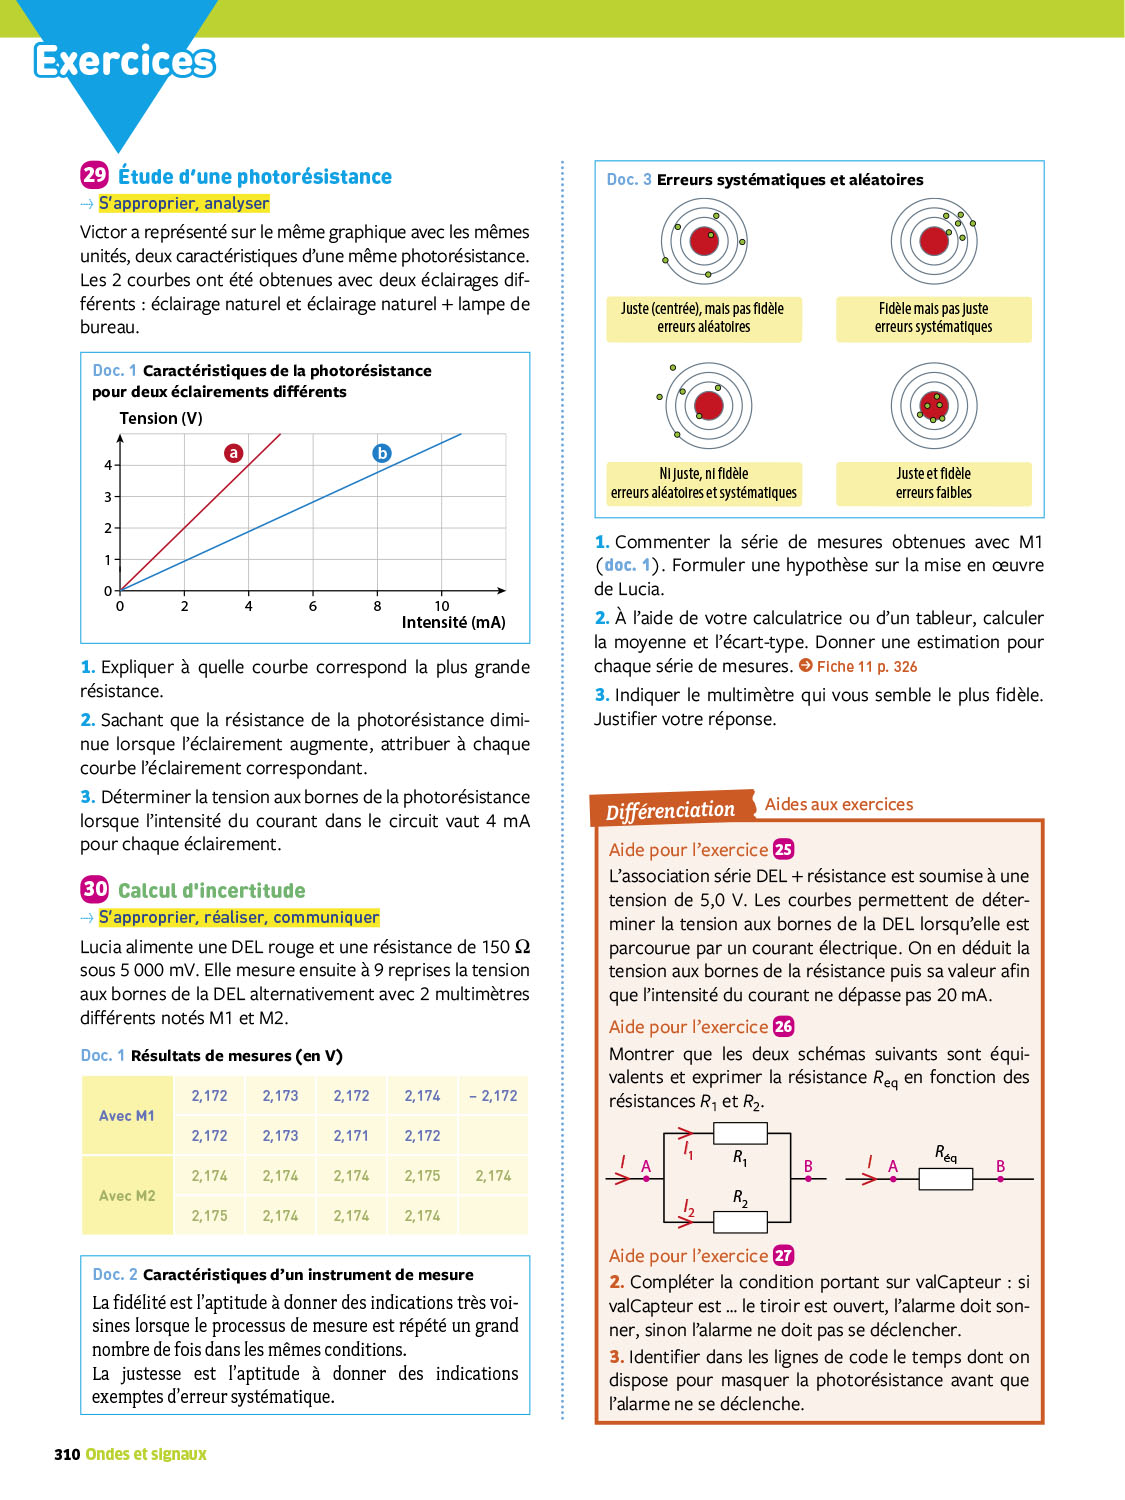 Exercices
29 Étude d'une photorésistance
→ S'approprier, analyser
Victor a représenté sur le même graphique avec les mêmes
unités, deux caractéristiques d'une même photorésistance.
Les 2 courbes ont été obtenues avec deux éclairages dif-
férents : éclairage naturel et éclairage naturel + lampe de
bureau.
Doc. 1 Caractéristiques de la photorésistance
pour deux éclairements différents
Tension (V)
a
b
4
3
2
1
0
0 2 4 6 8 10
Intensité (mA)
1. Expliquer à quelle courbe correspond la plus grande
résistance.
2. Sachant que la résistance de la photorésistance dimi-
nue lorsque l'éclairement augmente, attribuer à chaque
courbe l'éclairement correspondant.
3. Déterminer la tension aux bornes de la photorésistance
lorsque l'intensité du courant dans le circuit vaut 4 mA
pour chaque éclairement.
30 Calcul d'incertitude
→ S'approprier, réaliser, communiquer
Lucia alimente une DEL rouge et une résistance de 150 Ω
sous 5 000 mV. Elle mesure ensuite à 9 reprises la tension
aux bornes de la DEL alternativement avec 2 multimètres
différents notés M1 et M2.
Doc. 1 Résultats de mesures (en V)
Avec M1
2,172 2,173 2,172 2,174 – 2,172
2,172 2,173 2,171 2,172
Avec M2
2,174 2,174 2,174 2,175 2,174
2,175 2,174 2,174 2,174
Doc. 2 Caractéristiques d'un instrument de mesure
La fidélité est l'aptitude à donner des indications très voi-
sines lorsque le processus de mesure est répété un grand
nombre de fois dans les mêmes conditions.
La justesse est l'aptitude à donner des indications
exemptes d'erreur systématique.
Doc. 3 Erreurs systématiques et aléatoires
Juste (centrée), mais pas fidèle
erreurs aléatoires
Fidèle mais pas juste
erreurs systématiques
Ni juste, ni fidèle
erreurs aléatoires et systématiques
Juste et fidèle
erreurs faibles
1. Commenter la série de mesures obtenues avec M1
(doc. 1). Formuler une hypothèse sur la mise en œuvre
de Lucia.
2. À l'aide de votre calculatrice ou d'un tableur, calculer
la moyenne et l'écart-type. Donner une estimation pour
chaque série de mesures. Fiche 11 p. 326
3. Indiquer le multimètre qui vous semble le plus fidèle.
Justifier votre réponse.
Différenciation Aides aux exercices
Aide pour l'exercice 25
L'association série DEL + résistance est soumise à une
tension de 5,0 V. Les courbes permettent de déter-
miner la tension aux bornes de la DEL lorsqu'elle est
parcourue par un courant électrique. On en déduit la
tension aux bornes de la résistance puis sa valeur afin
que l'intensité du courant ne dépasse pas 20 mA.
Aide pour l'exercice 26
Montrer que les deux schémas suivants sont équi-
valents et exprimer la résistance Req en fonction des
résistances R1 et R2.
I A I1 R1 I2 R2 B
I A Réq B
Aide pour l'exercice 27
2. Compléter la condition portant sur valCapteur : si
valCapteur est ... le tiroir est ouvert, l'alarme doit son-
ner, sinon l'alarme ne doit pas se déclencher.
3. Identifier dans les lignes de code le temps dont on
dispose pour masquer la photorésistance avant que
l'alarme ne se déclenche.
310 Ondes et signaux